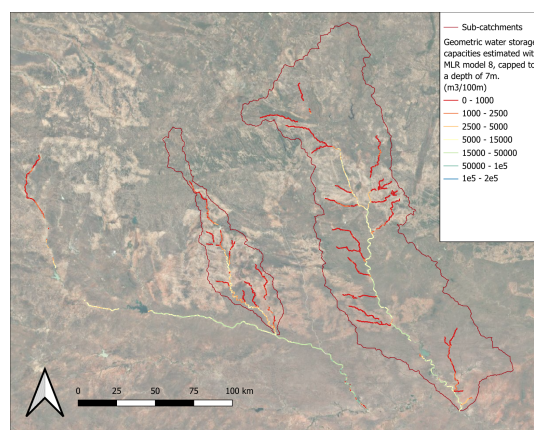 Sub-catchments
Geometric water storage
capacities estimated wit
MLR model 8, capped to
a depth of 7m.
(m3/100m)
0 - 1000
1000 - 2500
2500 - 5000
5000 - 15000
15000 - 50000
50000 - 1e5
1e5 - 2e5
0 25 50 75 100 km